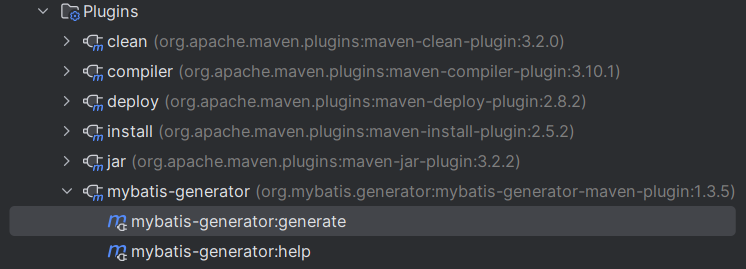 Plugins
clean (org.apache.maven.plugins:maven-clean-plugin:3.2.0)
compiler (org.apache.maven.plugins:maven-compiler-plugin:3.10.1)
deploy (org.apache.maven.plugins:maven-deploy-plugin:2.8.2)
install (org.apache.maven.plugins:maven-install-plugin:2.5.2)
jar (org.apache.maven.plugins:maven-jar-plugin:3.2.2)
mybatis-generator (org.mybatis.generator:mybatis-generator-maven-plugin:1.3.5)
mybatis-generator:generate
mybatis-generator:help